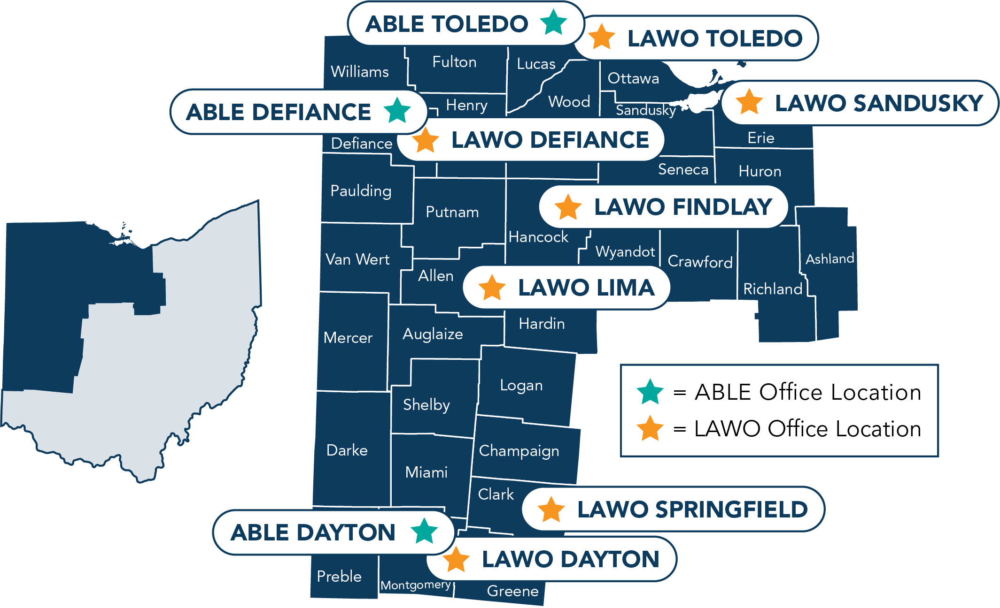 ABLE TOLEDO
LAWO TOLEDO
Williams
Fulton
Lucas
Ottawa
ABLE DEFIANCE
Henry
Wood
Sandusky
LAWO SANDUSKY
Defiance
LAWO DEFIANCE
Erie
Paulding
Seneca
Huron
Putnam
LAWO FINDLAY
Hancock
Van Wert
Wyandot
Crawford
Ashland
Allen
LAWO LIMA
Richland
Mercer
Auglaize
Hardin
Logan
= ABLE Office Location
Shelby
= LAWO Office Location
Darke
Champaign
Miami
Clark
LAWO SPRINGFIELD
ABLE DAYTON
LAWO DAYTON
Preble
Montgomery
Greene